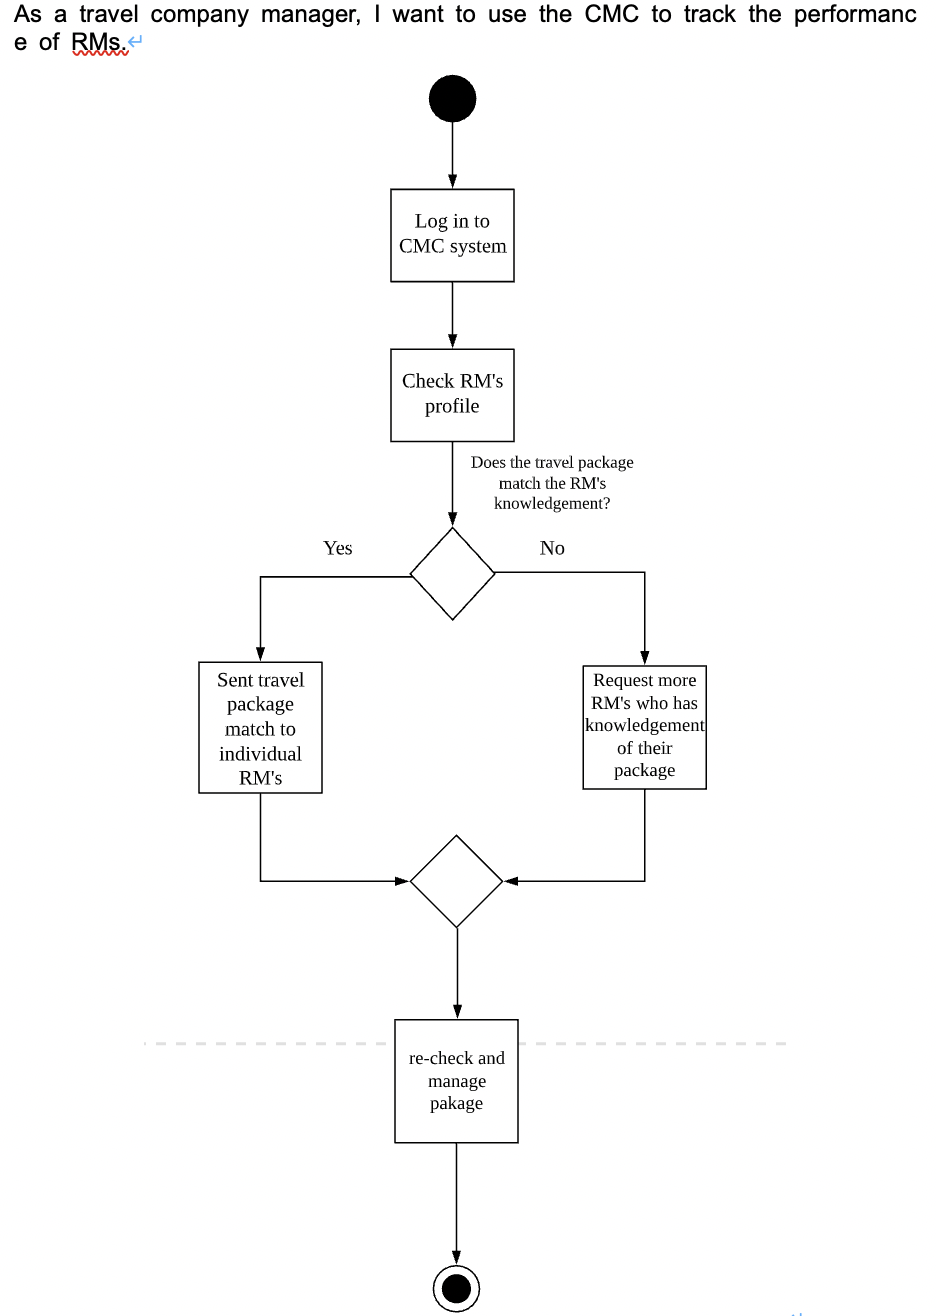 As a travel company manager, I want to use the CMC to track the performanc
e of RMs.
Log in to
CMC system
Check RM's
profile
Does the travel package
match the RM's
knowledgement?
Yes
No
Sent travel
package
match to
individual
RM's
Request more
RM's who has
knowledgement
of their
package
re-check and
manage
pakage